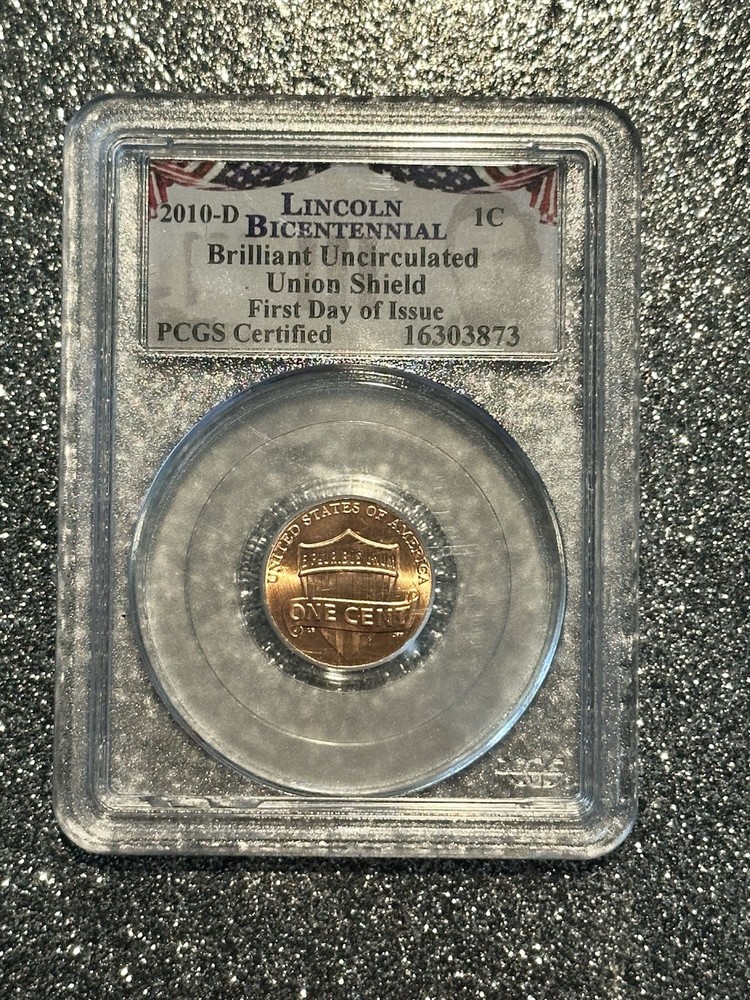 2010-D LINCOLN BICENTENNIAL 1C
Brilliant Uncirculated
Union Shield
First Day of Issue
PCGS Certified 16303873
UNITED STATES OF AMERICA
E PLURIBUS UNUM
ONE CENT